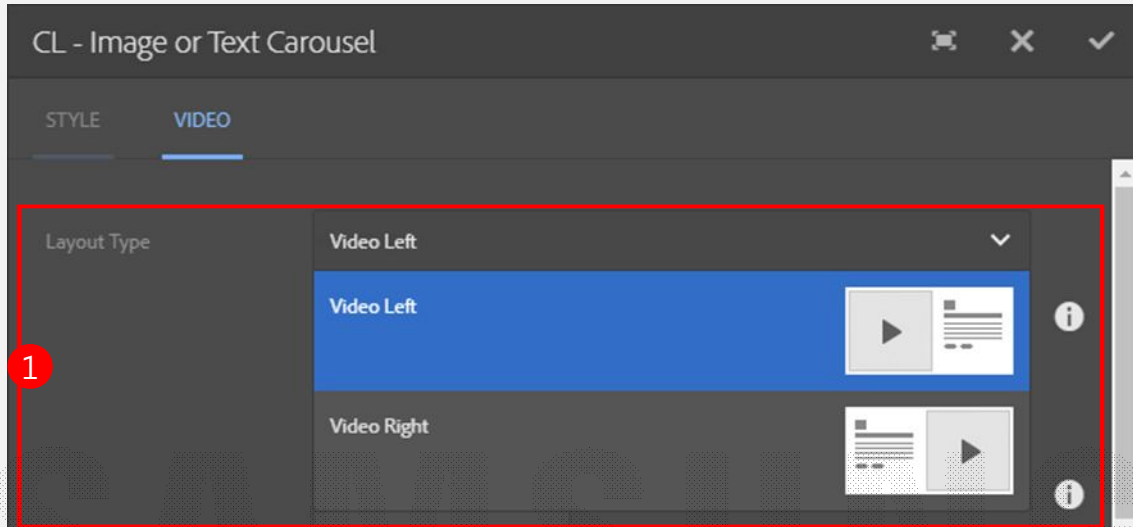 CL - Image or Text Carousel
STYLE VIDEO
Layout Type Video Left
Video Left
1
Video Right